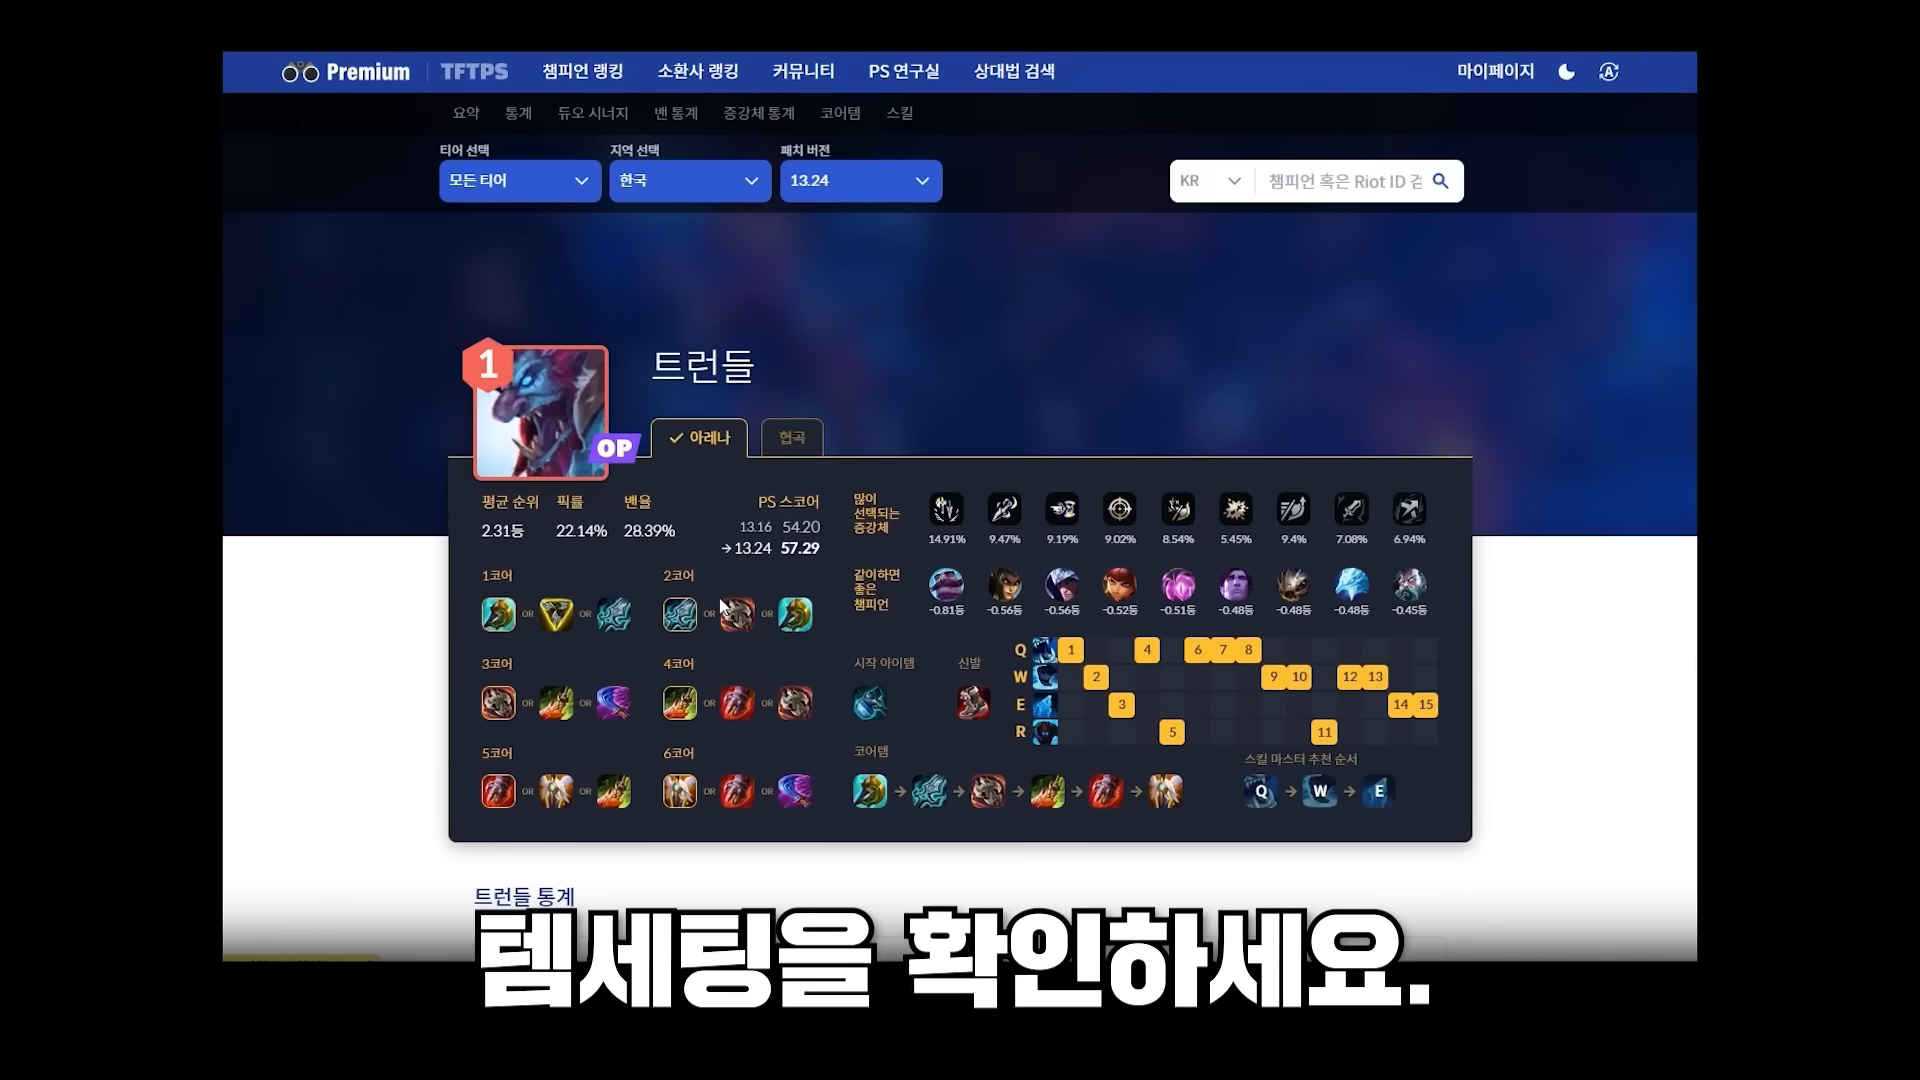 Premium TFTPS 챔피언 랭킹 소환사 랭킹 커뮤니티 PS 연구실 상대법 검색 마이페이지
요약 통계 듀오 시너지 밴 통계 증강체 통계 코어템 스킬
티어 선택 지역 선택 패치 버전
모든 티어 한국 13.24 KR 챔피언 혹은 Riot ID 검
1
트런들
OP
아레나 협곡
평균 순위 픽률 밴율 PS 스코어
2.31등 22.14% 28.39%
13.16 54.20
→ 13.24 57.29
많이
선택되는
증강체
14.91% 9.47% 9.19% 9.02% 8.54% 5.45% 9.4% 7.08% 6.94%
같이하면
좋은
챔피언
-0.81등 -0.56등 -0.56등 -0.52등 -0.51등 -0.48등 -0.48등 -0.48등 -0.45등
1코어 2코어
OR OR OR OR
3코어 4코어
OR OR OR OR
5코어 6코어
OR OR OR OR
시작 아이템 신발
코어템
Q 1 4 6 7 8
W 2 9 10 12 13
E 3 14 15
R 5 11
스킬 마스터 추천 순서
Q → W → E
트런들 통계
템세팅을 확인하세요.